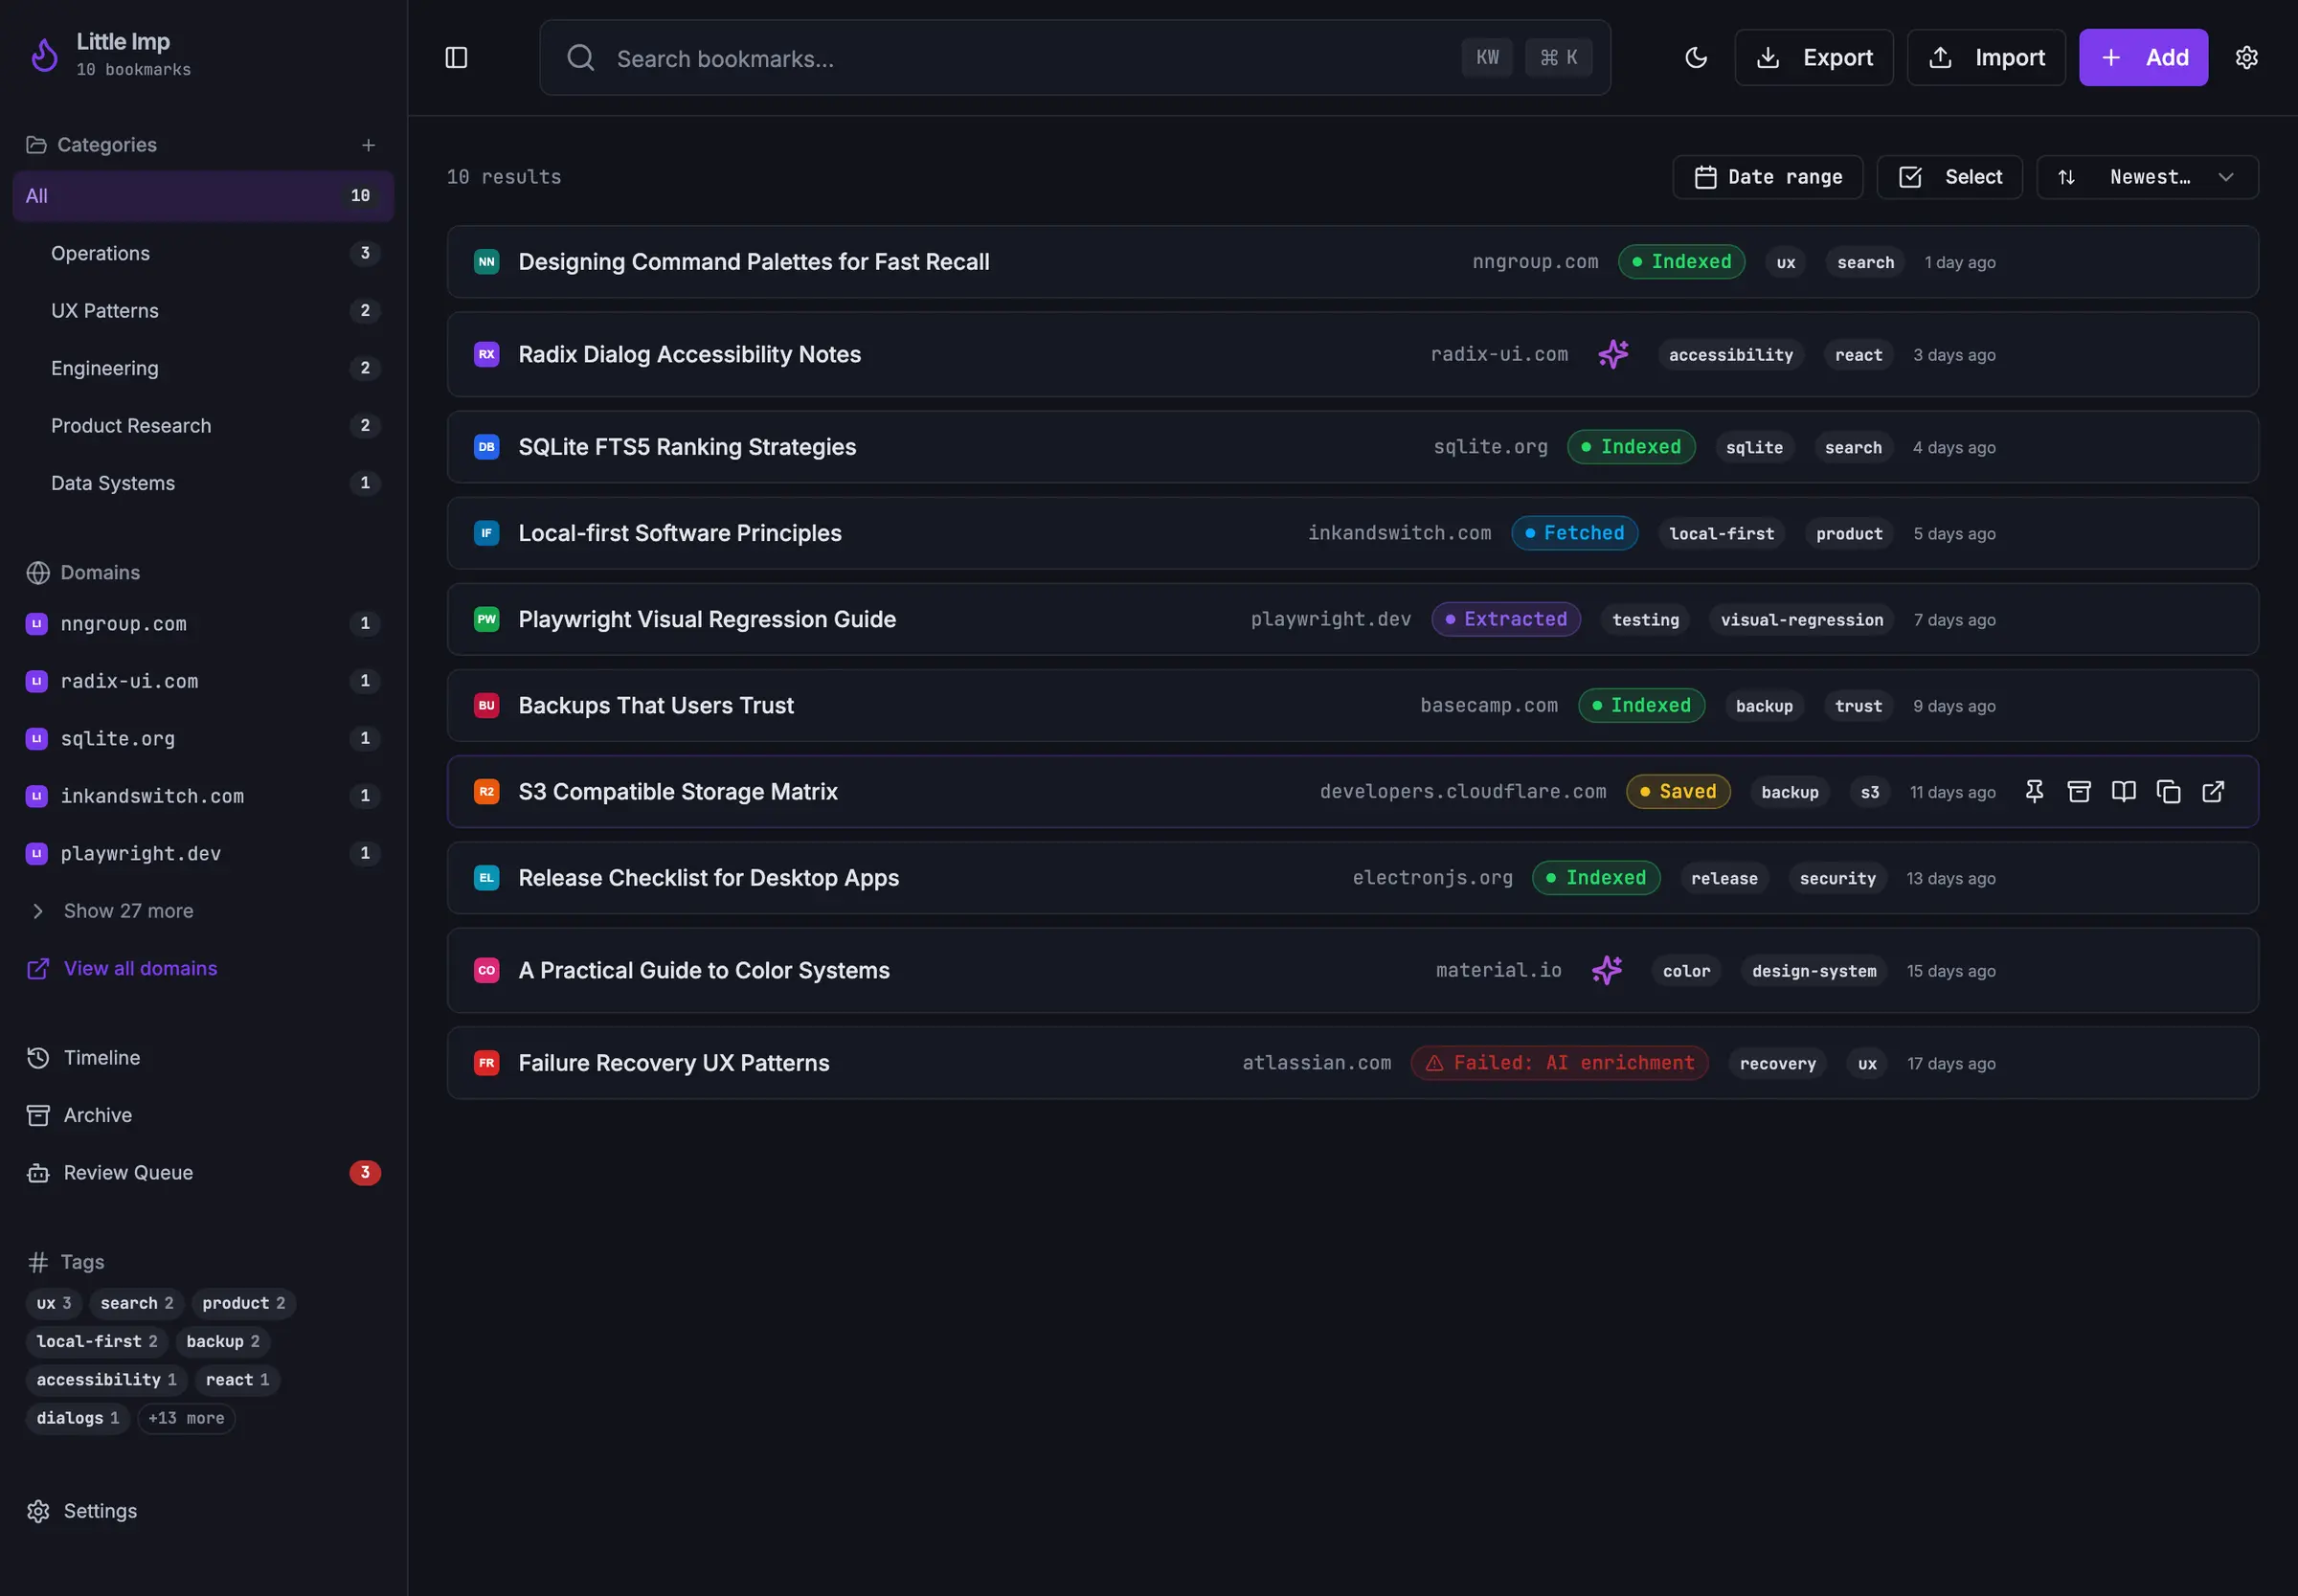 Little Imp
10 bookmarks
Categories
All 10
Operations 3
UX Patterns 2
Engineering 2
Product Research 2
Data Systems 1
Domains
LI nngroup.com 1
LI radix-ui.com 1
LI sqlite.org 1
LI inkandswitch.com 1
LI playwright.dev 1
Show 27 more
View all domains
Timeline
Archive
Review Queue 3
Tags
ux 3 search 2 product 2
local-first 2 backup 2
accessibility 1 react 1
dialogs 1 +13 more
Settings
Search bookmarks... KW ⌘ K Export Import + Add
10 results Date range Select Newest…
NN Designing Command Palettes for Fast Recall nngroup.com Indexed ux search 1 day ago
RX Radix Dialog Accessibility Notes radix-ui.com accessibility react 3 days ago
DB SQLite FTS5 Ranking Strategies sqlite.org Indexed sqlite search 4 days ago
IF Local-first Software Principles inkandswitch.com Fetched local-first product 5 days ago
PW Playwright Visual Regression Guide playwright.dev Extracted testing visual-regression 7 days ago
BU Backups That Users Trust basecamp.com Indexed backup trust 9 days ago
R2 S3 Compatible Storage Matrix developers.cloudflare.com Saved backup s3 11 days ago
EL Release Checklist for Desktop Apps electronjs.org Indexed release security 13 days ago
CO A Practical Guide to Color Systems material.io color design-system 15 days ago
FR Failure Recovery UX Patterns atlassian.com Failed: AI enrichment recovery ux 17 days ago